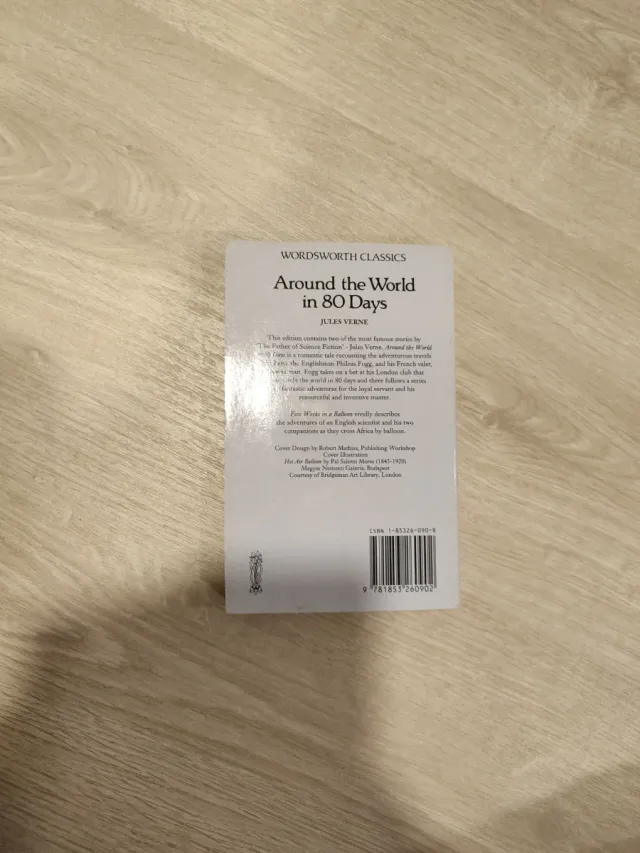 WORDSWORTH CLASSICS
Around the World
in 80 Days
JULES VERNE
This edition contains two of the most famous stories by
'The Father of Science Fiction' - Jules Verne. Around the World
in 80 Days is a romantic tale recounting the adventurous travels
the Englishman Phileas Fogg, and his French valet,
Fogg takes on a bet at his London club that
the world in 80 days and there follows a series
fantastic adventures for the loyal servant and his
resourceful and inventive master.
Five Weeks in a Balloon vividly describes
the adventures of an English scientist and his two
companions as they cross Africa by balloon.
Cover Design by Robert Mathias, Publishing Workshop
Cover Illustration
Hot Air Balloon by Pál Szinyei Merse (1845-1920)
Magyar Nemzeti Galéria, Budapest
Courtesy of Bridgeman Art Library, London
ISBN 1-85326-090-8
9 781853 260902